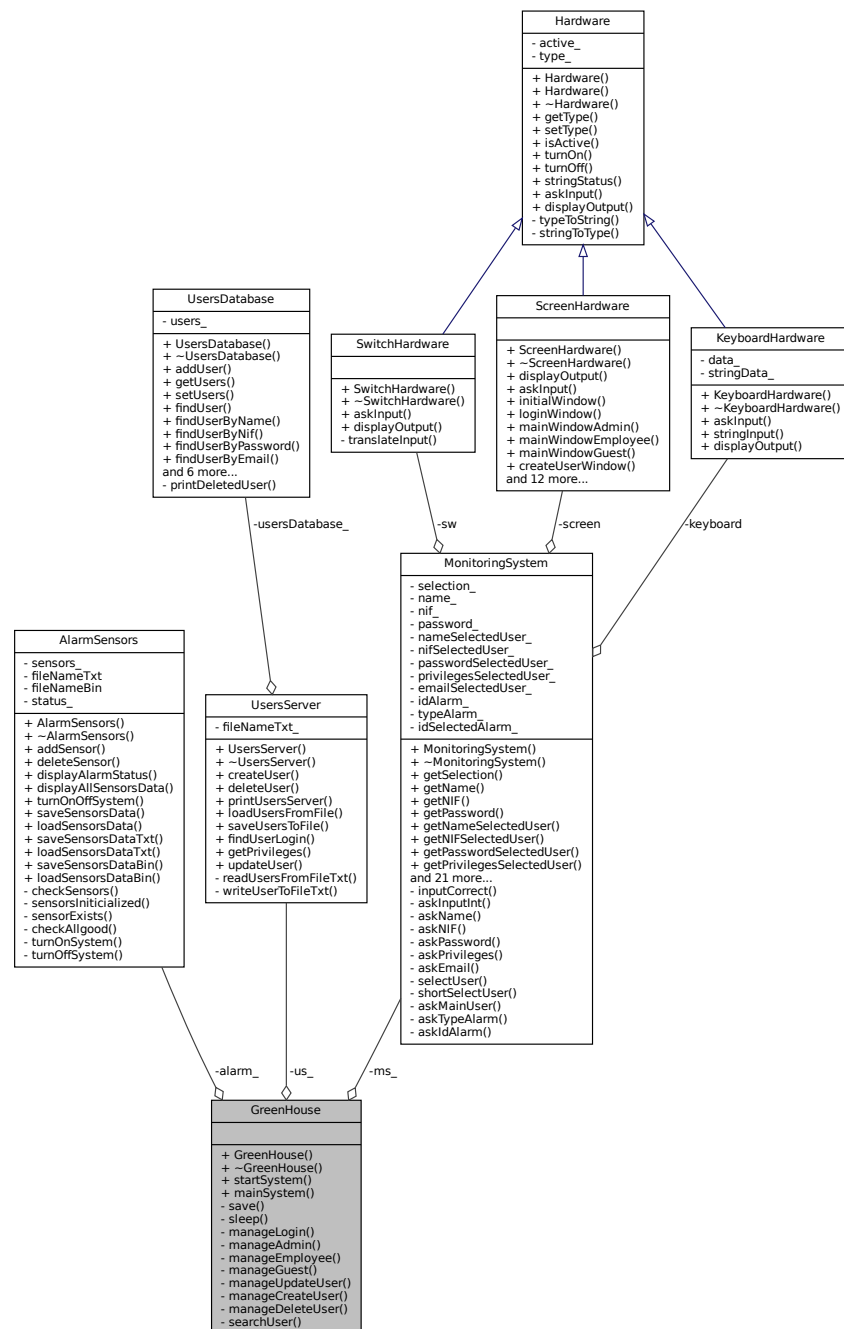 Hardware
- active_
- type_
+ Hardware()
+ Hardware()
+ ~Hardware()
+ getType()
+ setType()
+ isActive()
+ turnOn()
+ turnOff()
+ stringStatus()
+ askInput()
+ displayOutput()
- typeToString()
- stringToType()
UsersDatabase
- users_
+ UsersDatabase()
+ ~UsersDatabase()
+ addUser()
+ getUsers()
+ setUsers()
+ findUser()
+ findUserByName()
+ findUserByNif()
+ findUserByPassword()
+ findUserByEmail()
and 6 more...
- printDeletedUser()
SwitchHardware
+ SwitchHardware()
+ ~SwitchHardware()
+ askInput()
+ displayOutput()
- translateInput()
ScreenHardware
+ ScreenHardware()
+ ~ScreenHardware()
+ displayOutput()
+ askInput()
+ initialWindow()
+ loginWindow()
+ mainWindowAdmin()
+ mainWindowEmployee()
+ mainWindowGuest()
+ createUserWindow()
and 12 more...
KeyboardHardware
- data_
- stringData_
+ KeyboardHardware()
+ ~KeyboardHardware()
+ askInput()
+ stringInput()
+ displayOutput()
-usersDatabase_
-sw
-screen
-keyboard
AlarmSensors
- sensors_
- fileNameTxt
- fileNameBin
- status_
+ AlarmSensors()
+ ~AlarmSensors()
+ addSensor()
+ deleteSensor()
+ displayAlarmStatus()
+ displayAllSensorsData()
+ turnOnOffSystem()
+ saveSensorsData()
+ loadSensorsData()
+ saveSensorsDataTxt()
+ loadSensorsDataTxt()
+ saveSensorsDataBin()
+ loadSensorsDataBin()
- checkSensors()
- sensorsIniticialized()
- sensorExists()
- checkAllgood()
- turnOnSystem()
- turnOffSystem()
UsersServer
- fileNameTxt_
+ UsersServer()
+ ~UsersServer()
+ createUser()
+ deleteUser()
+ printUsersServer()
+ loadUsersFromFile()
+ saveUsersToFile()
+ findUserLogin()
+ getPrivileges()
+ updateUser()
- readUsersFromFileTxt()
- writeUserToFileTxt()
MonitoringSystem
- selection_
- name_
- nif_
- password_
- nameSelectedUser_
- nifSelectedUser_
- passwordSelectedUser_
- privilegesSelectedUser_
- emailSelectedUser_
- idAlarm_
- typeAlarm_
- idSelectedAlarm_
+ MonitoringSystem()
+ ~MonitoringSystem()
+ getSelection()
+ getName()
+ getNIF()
+ getPassword()
+ getNameSelectedUser()
+ getNIFSelectedUser()
+ getPasswordSelectedUser()
+ getPrivilegesSelectedUser()
and 21 more...
- inputCorrect()
- askInputInt()
- askName()
- askNIF()
- askPassword()
- askPrivileges()
- askEmail()
- selectUser()
- shortSelectUser()
- askMainUser()
- askTypeAlarm()
- askIdAlarm()
-alarm_
-us_
-ms_
GreenHouse
+ GreenHouse()
+ ~GreenHouse()
+ startSystem()
+ mainSystem()
- save()
- sleep()
- manageLogin()
- manageAdmin()
- manageEmployee()
- manageGuest()
- manageUpdateUser()
- manageCreateUser()
- manageDeleteUser()
- searchUser()